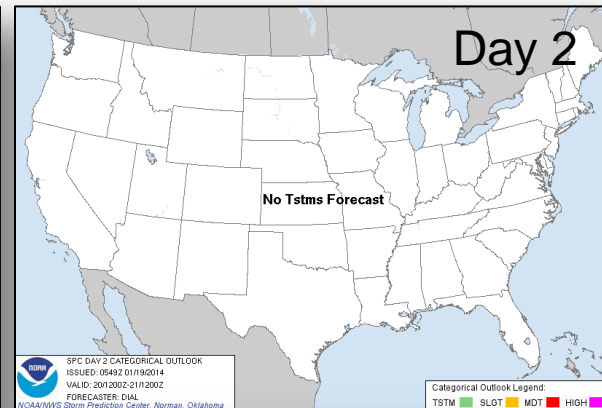 Day 2
No Tstms Forecast
SPC DAY 2 CATEGORICAL OUTLOOK
ISSUED: 0549Z 01/19/2014
VALID: 20/1200Z-21/1200Z
FORECASTER: DIAL
NOAA/NWS Storm Prediction Center, Norman, Oklahoma
NOAA
Categorical Outlook Legend:
TSTM SLGT MDT HIGH